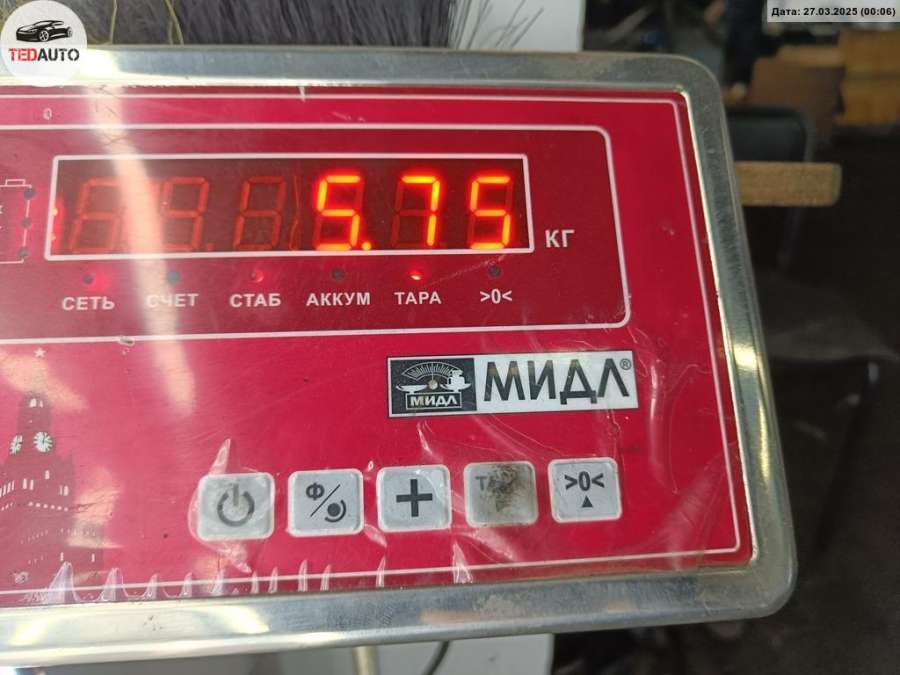 TEDAUTO
Дата: 27.03.2025 (00:06)
5.75 КГ
СЕТЬ СЧЕТ СТАБ АККУМ ТАРА >0<
МИДЛ МИДЛ®
Ф/ + >0<